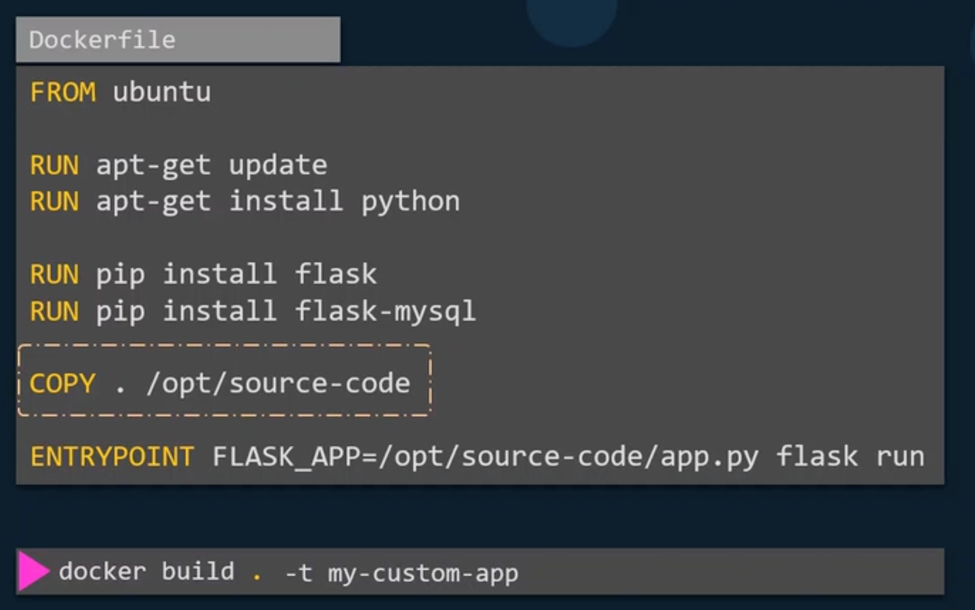 Dockerfile
FROM ubuntu
RUN apt-get update
RUN apt-get install python
RUN pip install flask
RUN pip install flask-mysql
COPY . /opt/source-code
ENTRYPOINT FLASK_APP=/opt/source-code/app.py flask run
docker build . -t my-custom-app